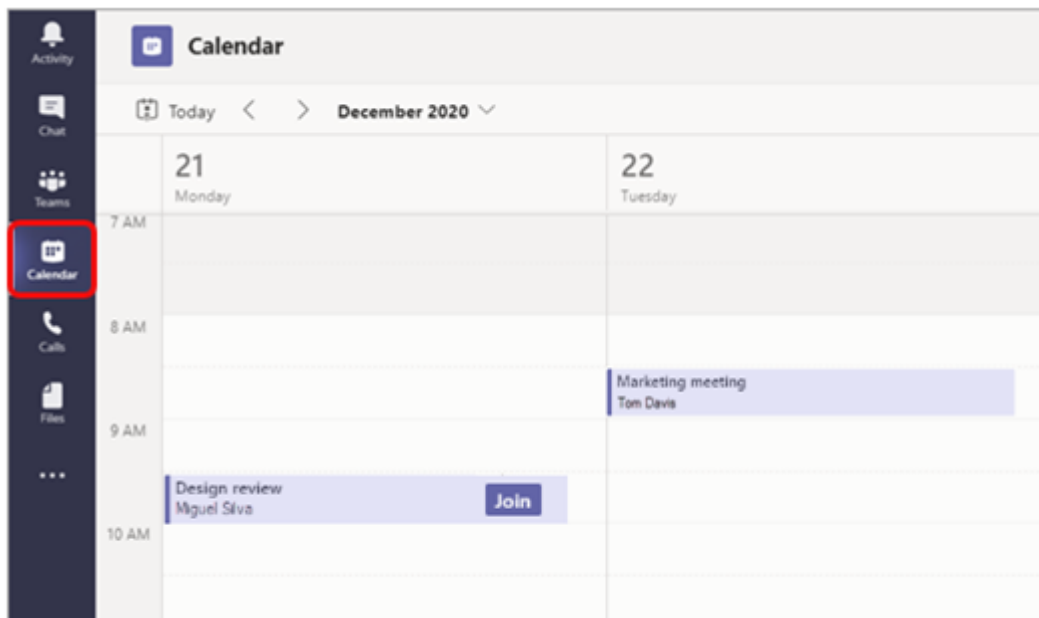 Activity
Chat
Teams
Calendar
Calls
Files
Calendar
Today
December 2020
21
Monday
22
Tuesday
7 AM
8 AM
Marketing meeting
Tom Davis
9 AM
Design review
Miguel Silva
Join
10 AM